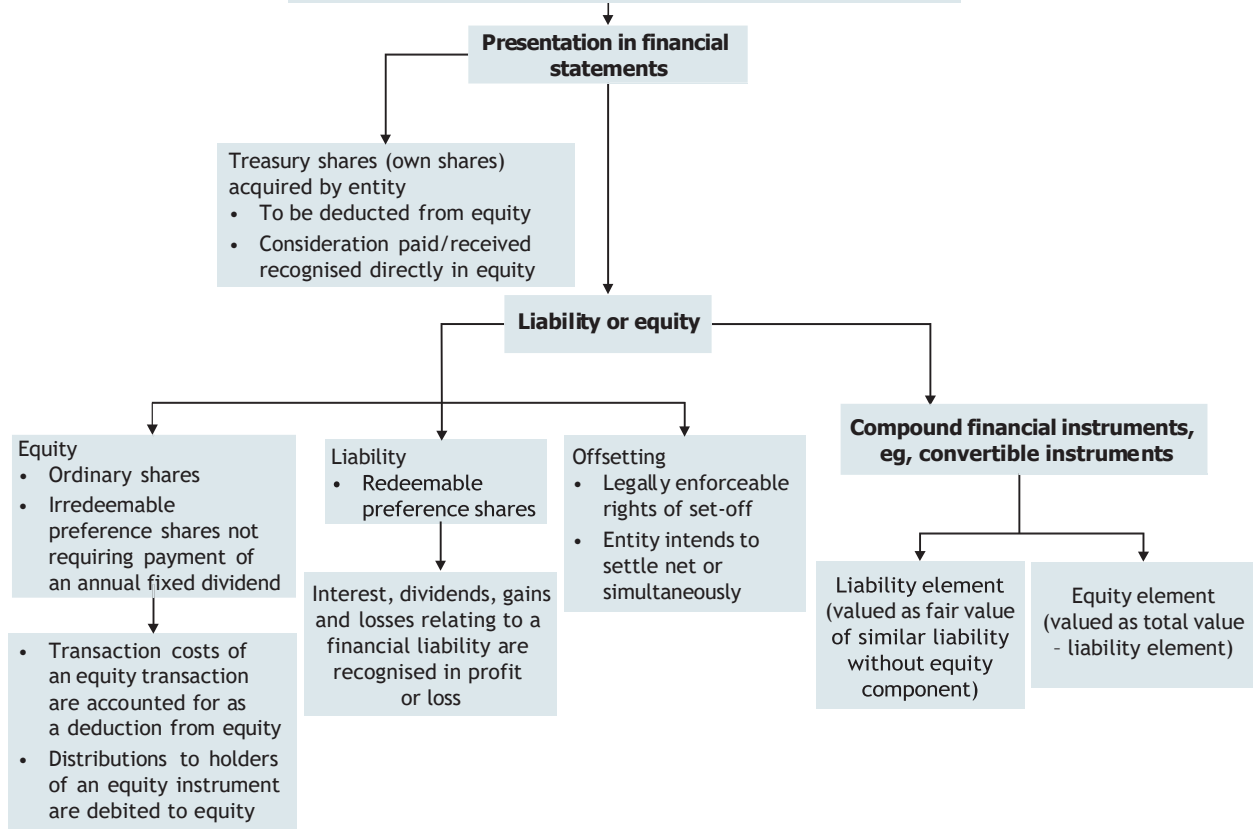 Presentation in financial
statements
Treasury shares (own shares)
acquired by entity
• To be deducted from equity
• Consideration paid/received
recognised directly in equity
Liability or equity
Equity
• Ordinary shares
• Irredeemable
preference shares not
requiring payment of
an annual fixed dividend
• Transaction costs of
an equity transaction
are accounted for as
a deduction from equity
• Distributions to holders
of an equity instrument
are debited to equity
Liability
• Redeemable
preference shares
Interest, dividends, gains
and losses relating to a
financial liability are
recognised in profit
or loss
Offsetting
• Legally enforceable
rights of set-off
• Entity intends to
settle net or
simultaneously
Compound financial instruments,
eg, convertible instruments
Liability element
(valued as fair value
of similar liability
without equity
component)
Equity element
(valued as total value
– liability element)